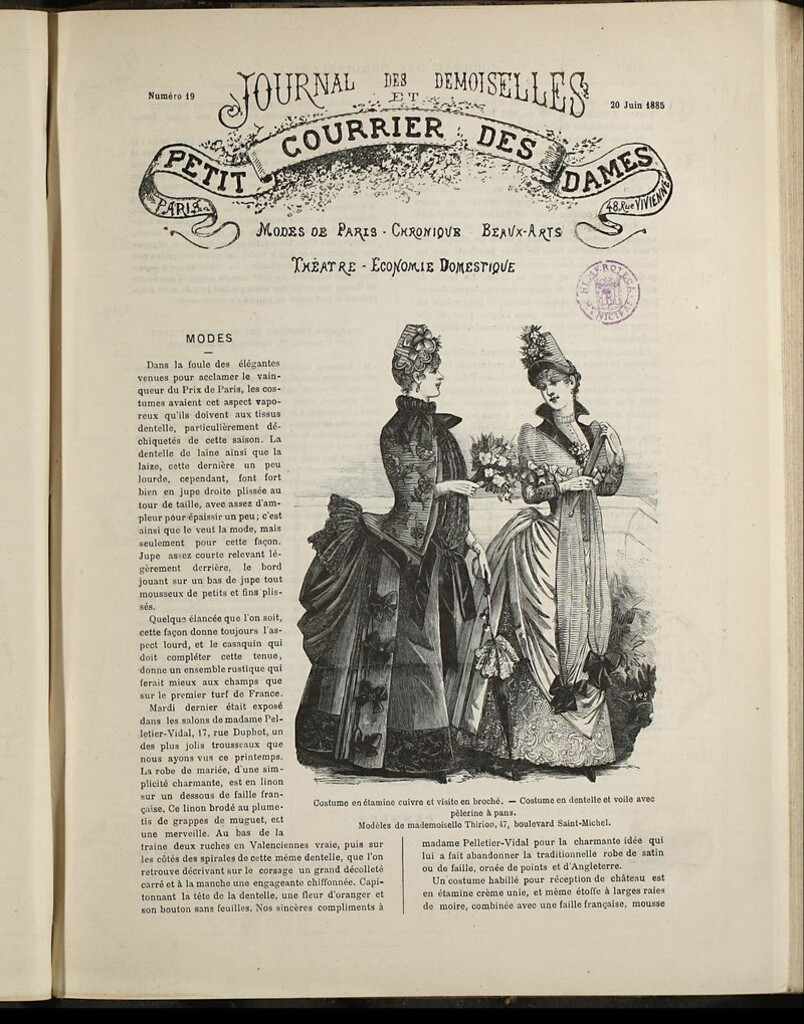 Numéro 19
JOURNAL DES DEMOISELLES
ET
20 Juin 1885
PETIT COURRIER DES DAMES
PARIS
48, Rue VIVIENNE
MODES DE PARIS - CHRONIQUE BEAUX-ARTS
THÉATRE - ECONOMIE DOMESTIQUE
HEMEROTECA
MODES
Dans la foule des élégantes
venues pour acclamer le vain-
queur du Prix de Paris, les cos-
tumes avaient cet aspect vapo-
reux qu'ils doivent aux tissus
dentelle, particulièrement dé-
chiquetés de cette saison. La
dentelle de laine ainsi que la
laize, cette dernière un peu
lourde, cependant, font fort
bien en jupe droite plissée au
tour de taille, avec assez d'am-
pleur pour épaissir un peu; c'est
ainsi que le veut la mode, mais
seulement pour cette façon.
Jupe assez courte relevant lé-
gèrement derrière, le bord
jouant sur un bas de jupe tout
mousseux de petits et fins plis-
sés.
Quelque élancée que l'on soit,
cette façon donne toujours l'as-
pect lourd, et le casaquin qui
doit compléter cette tenue,
donne un ensemble rustique qui
ferait mieux aux champs que
sur le premier turf de France.
Mardi dernier était exposé
dans les salons de madame Pel-
letier-Vidal, 17, rue Duphot, un
des plus jolis trousseaux que
nous ayons vus ce printemps.
La robe de mariée, d'une sim-
plicité charmante, est en linon
sur un dessous de faille fran-
çaise. Ce linon brodé au plume-
tis de grappes de muguet, est
une merveille. Au bas de la
traine deux ruches en Valenciennes vraie, puis sur
les côtés des spirales de cette même dentelle, que l'on
retrouve décrivant sur le corsage un grand décolleté
carré et à la manche une engageante chiffonnée. Capi-
tonnant la tête de la dentelle, une fleur d'oranger et
son bouton sans feuilles. Nos sincères compliments à
Costume en étamine cuivre et visite en broché. — Costume en dentelle et voile avec
pèlerine à pans.
Modèles de mademoiselle Thirion, 47, boulevard Saint-Michel.
madame Pelletier-Vidal pour la charmante idée qui
lui a fait abandonner la traditionnelle robe de satin
ou de faille, ornée de points et d'Angleterre.
Un costume habillé pour réception de château est
en étamine crème unie, et même étoffe à larges raies
de moire, combinée avec une faille française, mousse